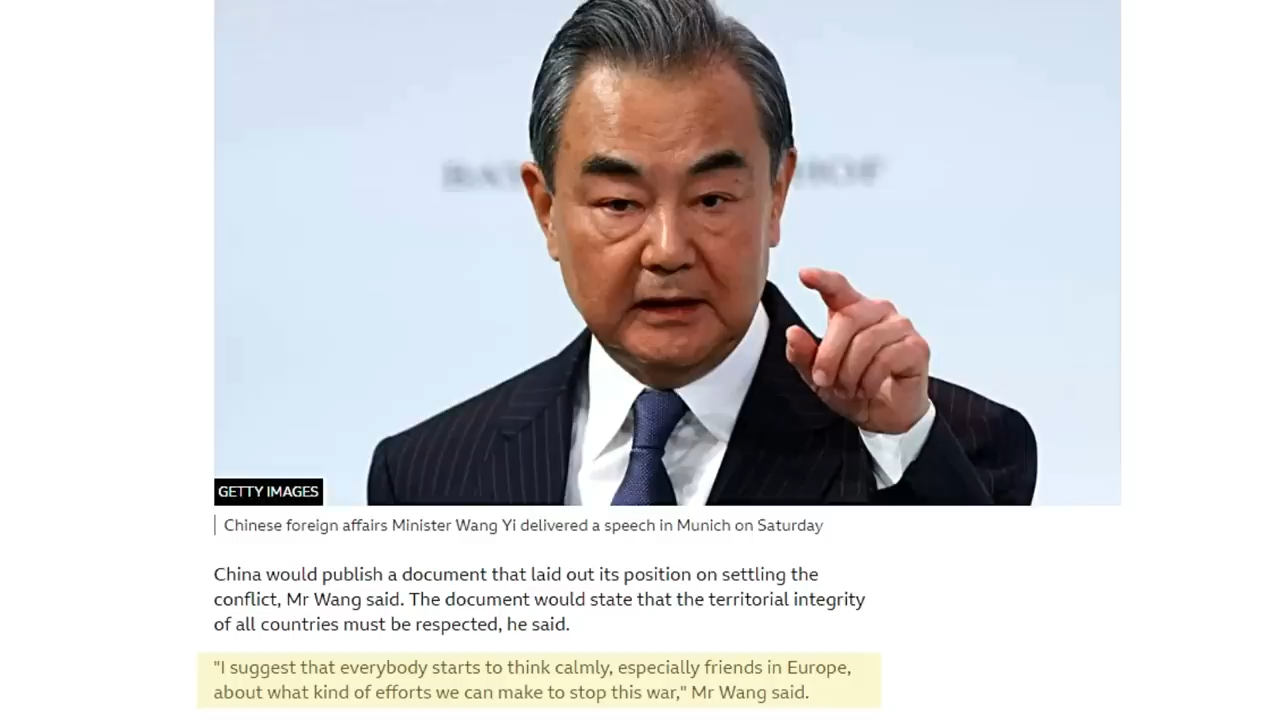 GETTY IMAGES
Chinese foreign affairs Minister Wang Yi delivered a speech in Munich on Saturday
China would publish a document that laid out its position on settling the
conflict, Mr Wang said. The document would state that the territorial integrity
of all countries must be respected, he said.
"I suggest that everybody starts to think calmly, especially friends in Europe,
about what kind of efforts we can make to stop this war," Mr Wang said.